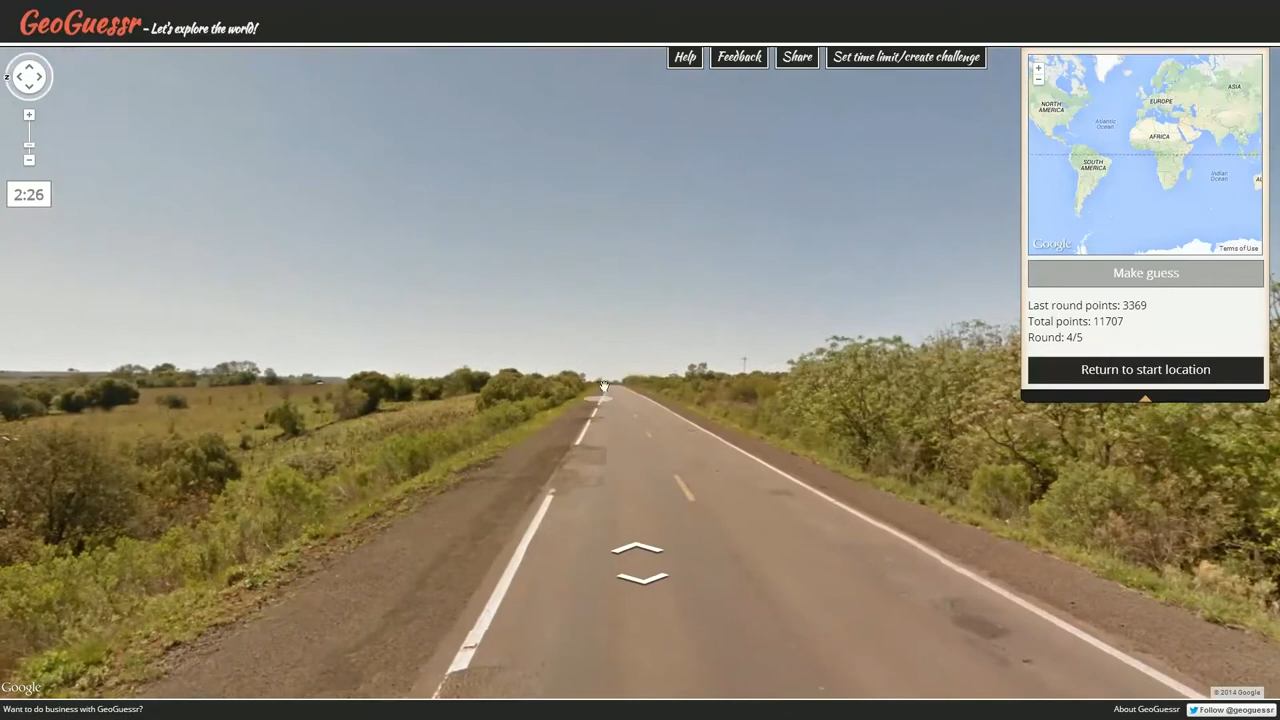 GeoGuessr - Let's explore the world!
Help
Feedback
Share
Set time limit/create challenge
z
2:26
+
−
+
−
NORTH AMERICA
Atlantic Ocean
EUROPE
ASIA
AFRICA
SOUTH AMERICA
Indian Ocean
Google
Terms of Use
Make guess
Last round points: 3369
Total points: 11707
Round: 4/5
Return to start location
Google
© 2014 Google
Want to do business with GeoGuessr?
About GeoGuessr
Follow @geoguessr